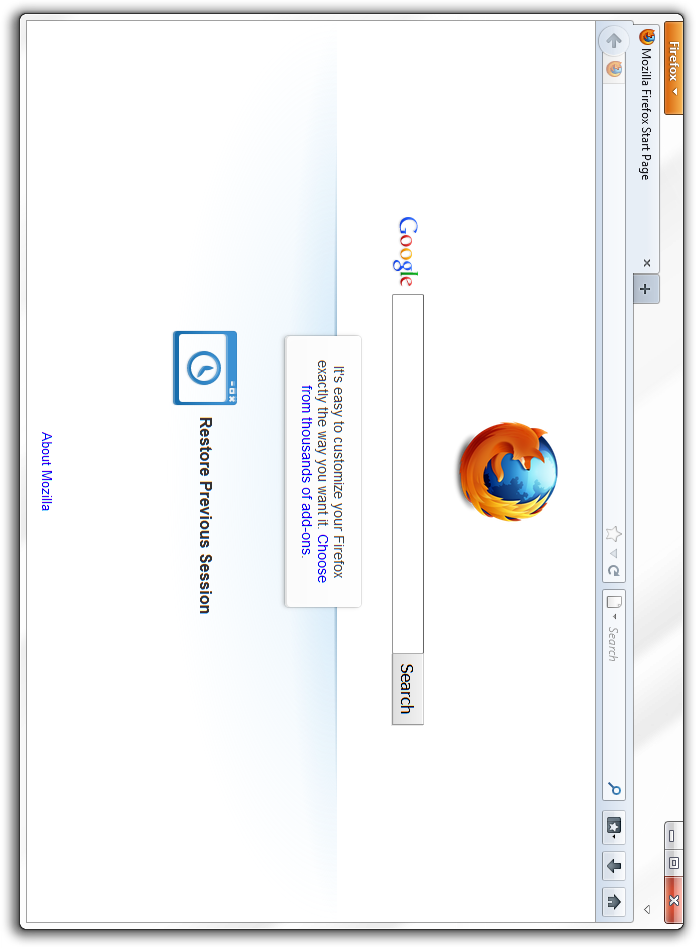 Firefox
Mozilla Firefox Start Page
Search
Google
Search
It's easy to customize your Firefox
exactly the way you want it. Choose
from thousands of add-ons.
Restore Previous Session
About Mozilla